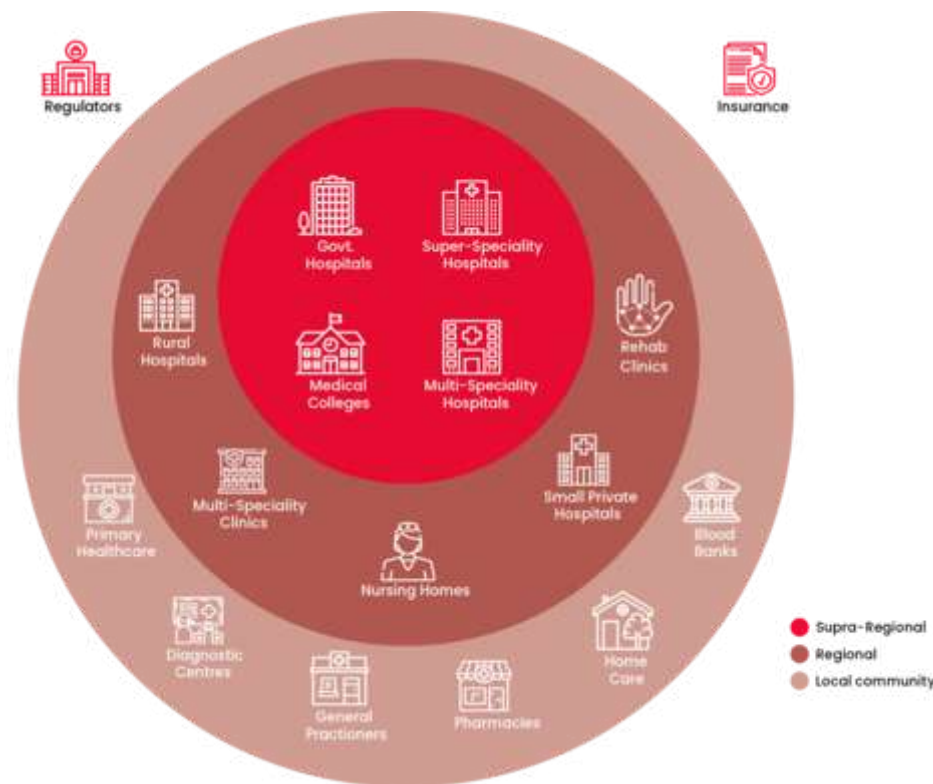 Regulators
Insurance
Govt.
Hospitals
Super-Speciality
Hospitals
Rural
Hospitals
Rehab
Clinics
Medical
Colleges
Multi-Speciality
Hospitals
Multi-Speciality
Clinics
Small Private
Hospitals
Primary
Healthcare
Blood
Banks
Nursing Homes
Diagnostic
Centres
Home
Care
General
Practioners
Pharmacies
Supra-Regional
Regional
Local community